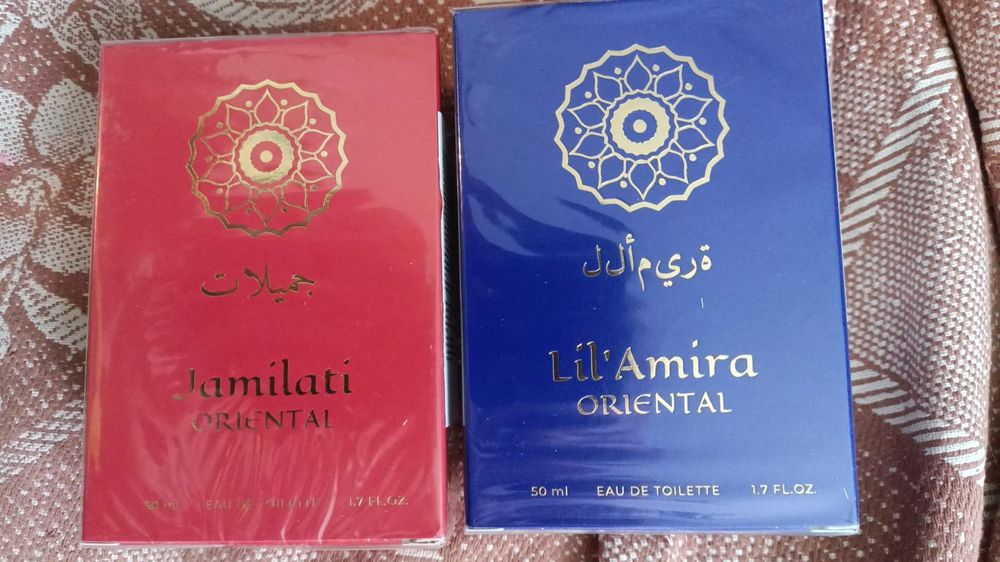 جميلات
Jamilati
ORIENTAL
50 ml EAU DE TOILETTE 1.7 FL.OZ.
ةريمألل
Lil'Amira
ORIENTAL
50 ml EAU DE TOILETTE 1.7 FL.OZ.